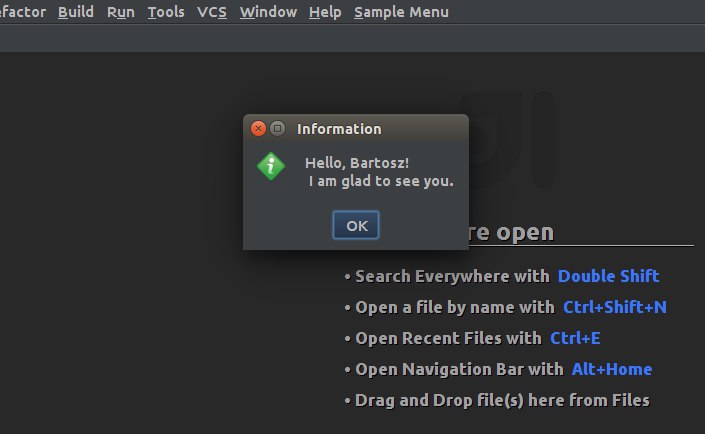 efactor Build Run Tools VCS Window Help Sample Menu
Information
Hello, Bartosz!
I am glad to see you.
OK
re open
• Search Everywhere with Double Shift
• Open a file by name with Ctrl+Shift+N
• Open Recent Files with Ctrl+E
• Open Navigation Bar with Alt+Home
• Drag and Drop file(s) here from Files